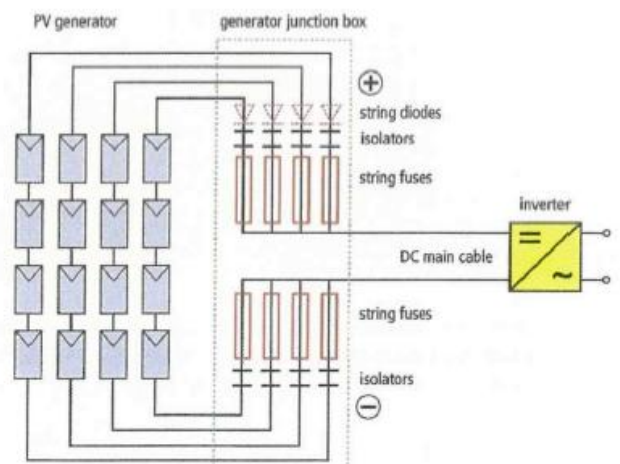 PV generator
generator junction box
+
string diodes
isolators
string fuses
inverter
DC main cable
=
~
string fuses
isolators
−